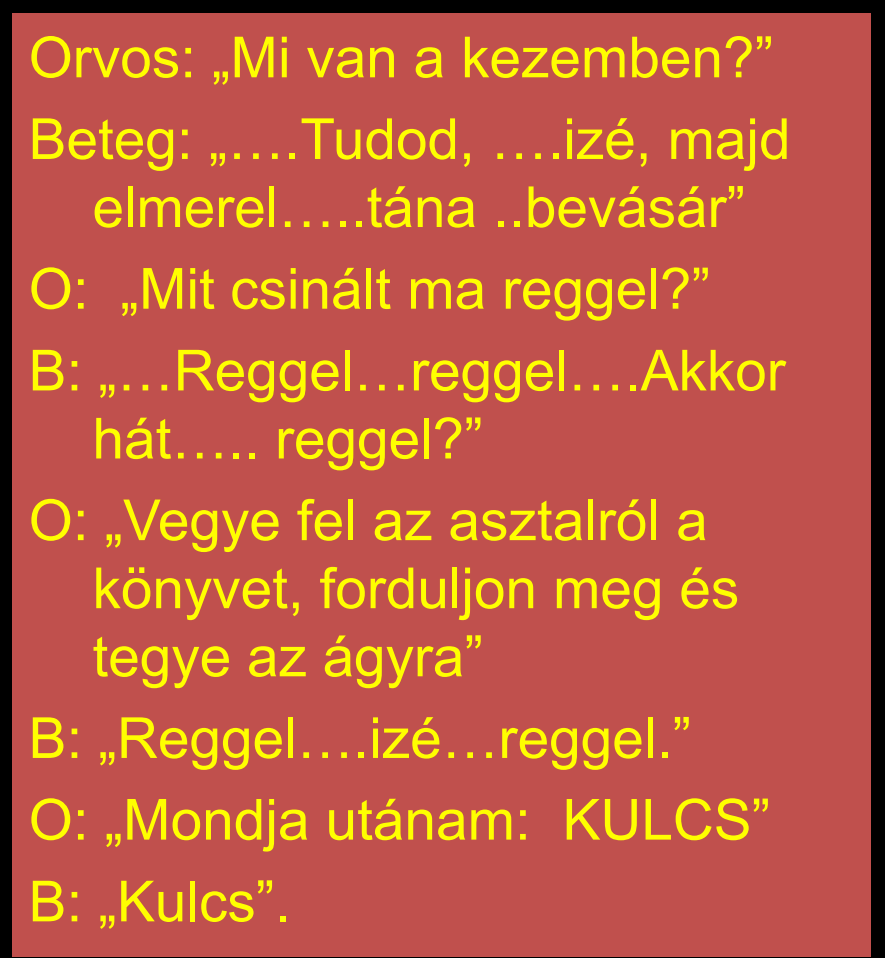 Orvos: „Mi van a kezemben?”
Beteg: „….Tudod, ….izé, majd
elmerel…..tána ..bevásár”
O:  „Mit csinált ma reggel?”
B: „…Reggel…reggel….Akkor
hát….. reggel?”
O: „Vegye fel az asztalról a
könyvet, forduljon meg és
tegye az ágyra”
B: „Reggel….izé…reggel.”
O: „Mondja utánam:  KULCS”
B: „Kulcs”.